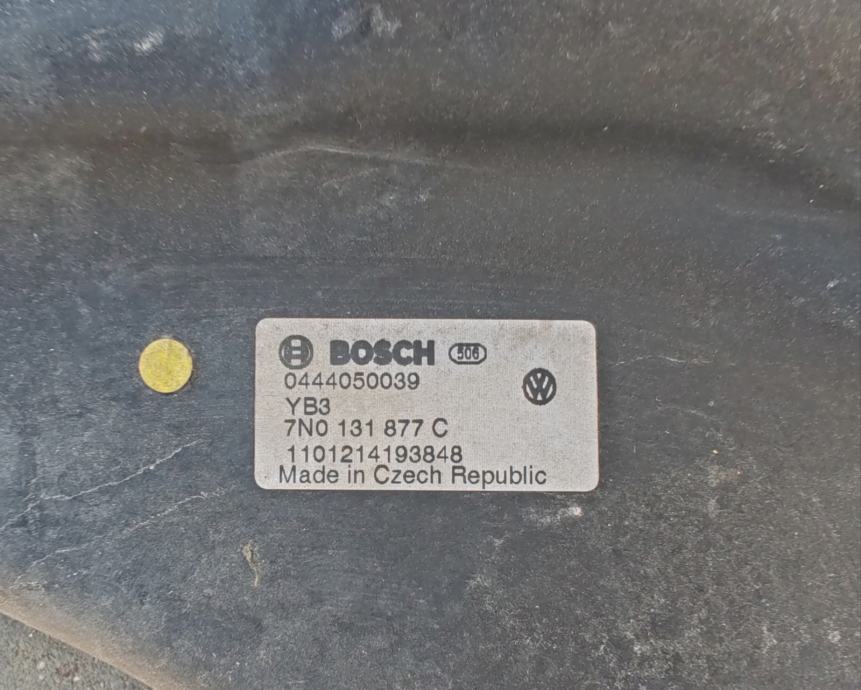 BOSCH 506
0444050039
YB3
7N0 131 877 C
1101214193848
Made in Czech Republic